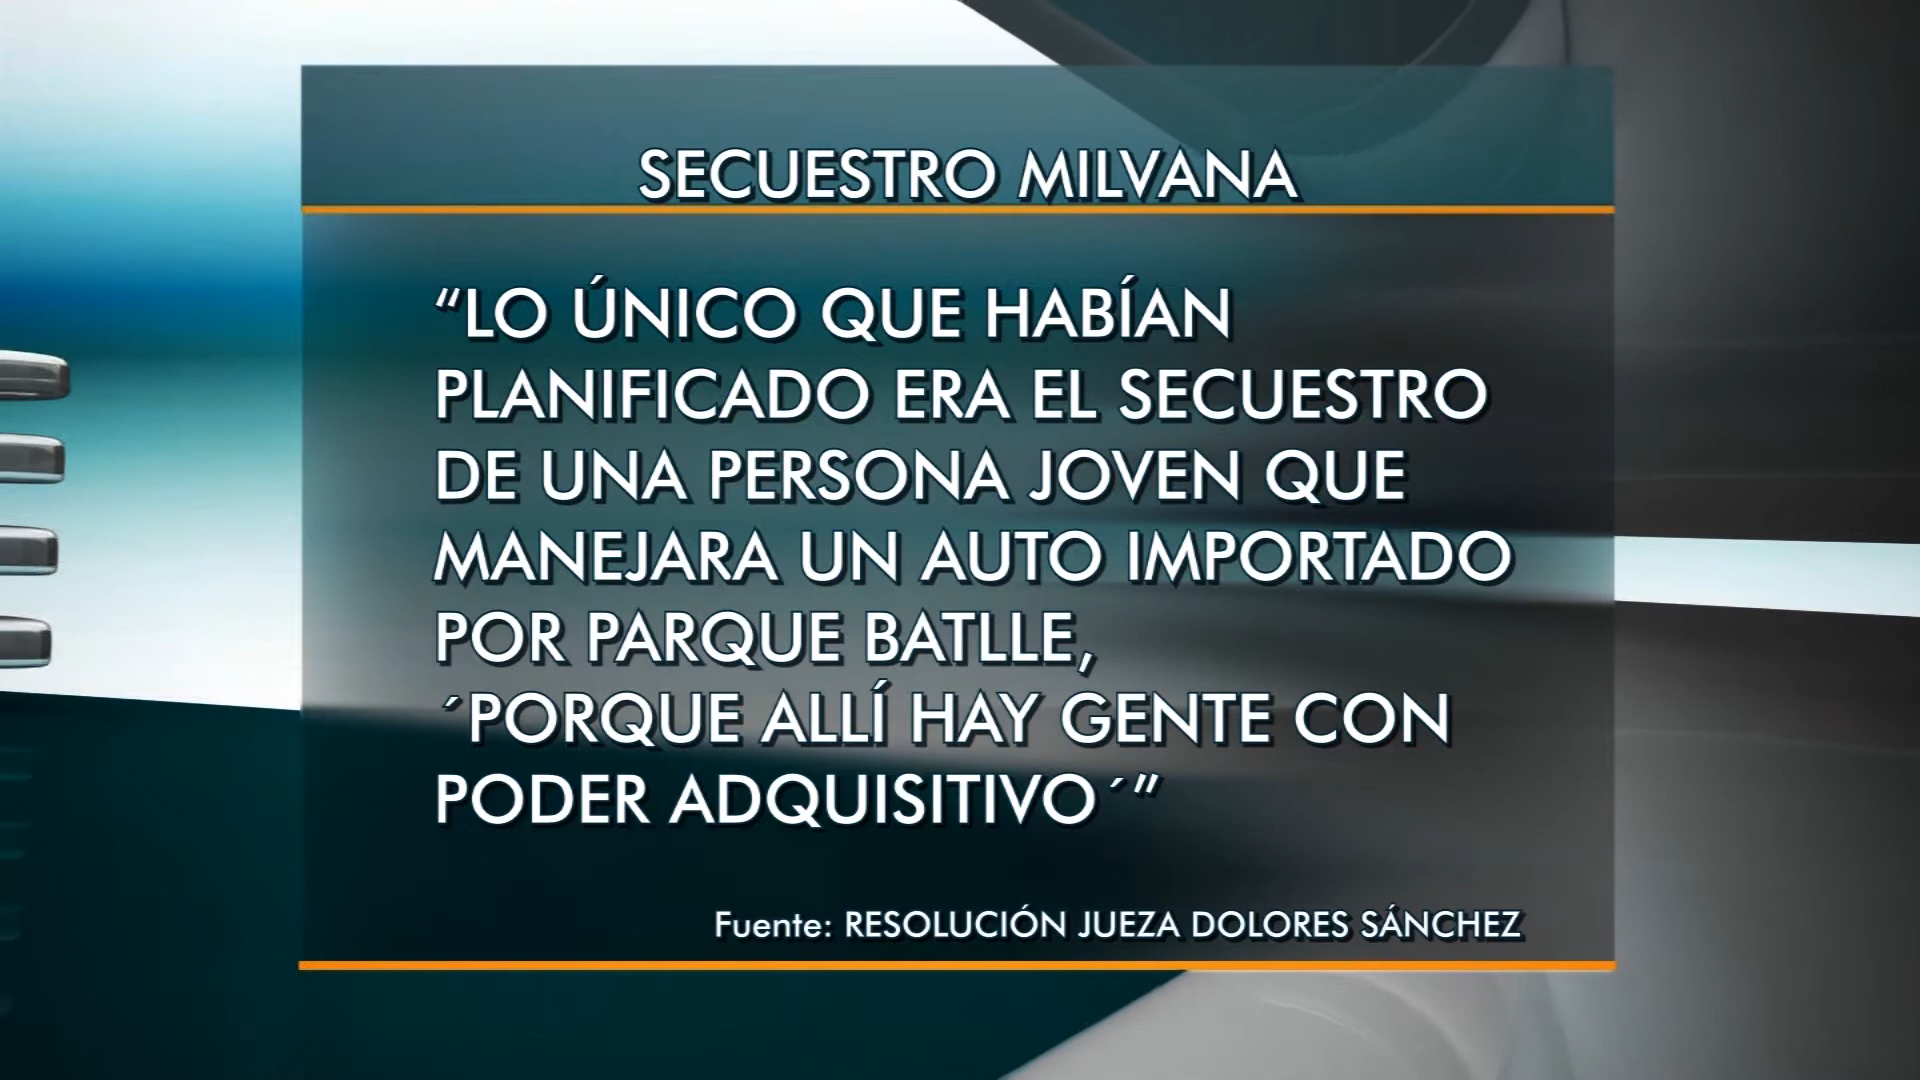 SECUESTRO MILVANA
“LO ÚNICO QUE HABÍAN
PLANIFICADO ERA EL SECUESTRO
DE UNA PERSONA JOVEN QUE
MANEJARA UN AUTO IMPORTADO
POR PARQUE BATLLE,
´PORQUE ALLÍ HAY GENTE CON
PODER ADQUISITIVO´”
Fuente: RESOLUCIÓN JUEZA DOLORES SÁNCHEZ